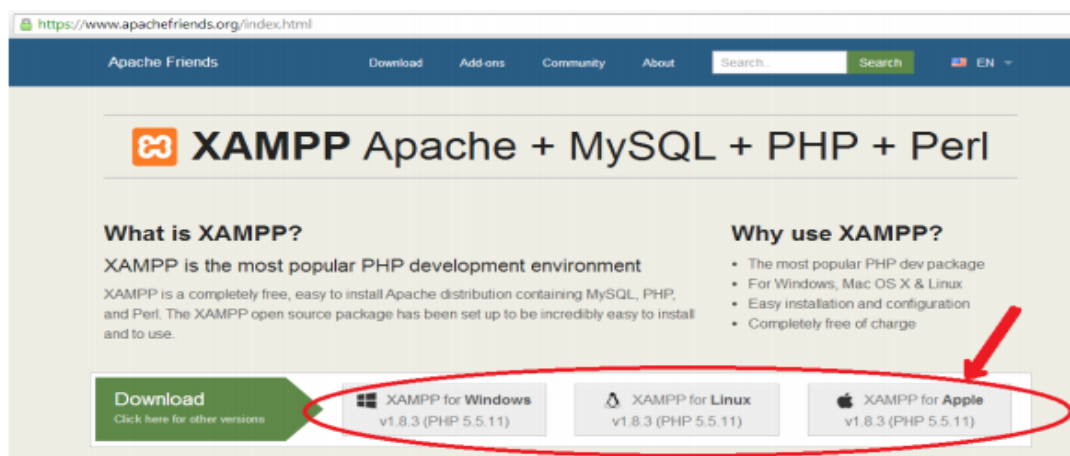 https://www.apachefriends.org/index.html
Apache Friends Download Add-ons Community About Search.. Search EN
XAMPP Apache + MySQL + PHP + Perl
What is XAMPP?
XAMPP is the most popular PHP development environment
XAMPP is a completely free, easy to install Apache distribution containing MySQL, PHP,
and Perl. The XAMPP open source package has been set up to be incredibly easy to install
and to use.
Why use XAMPP?
• The most popular PHP dev package
• For Windows, Mac OS X & Linux
• Easy installation and configuration
• Completely free of charge
Download
Click here for other versions
XAMPP for Windows
v1.8.3 (PHP 5.5.11)
XAMPP for Linux
v1.8.3 (PHP 5.5.11)
XAMPP for Apple
v1.8.3 (PHP 5.5.11)